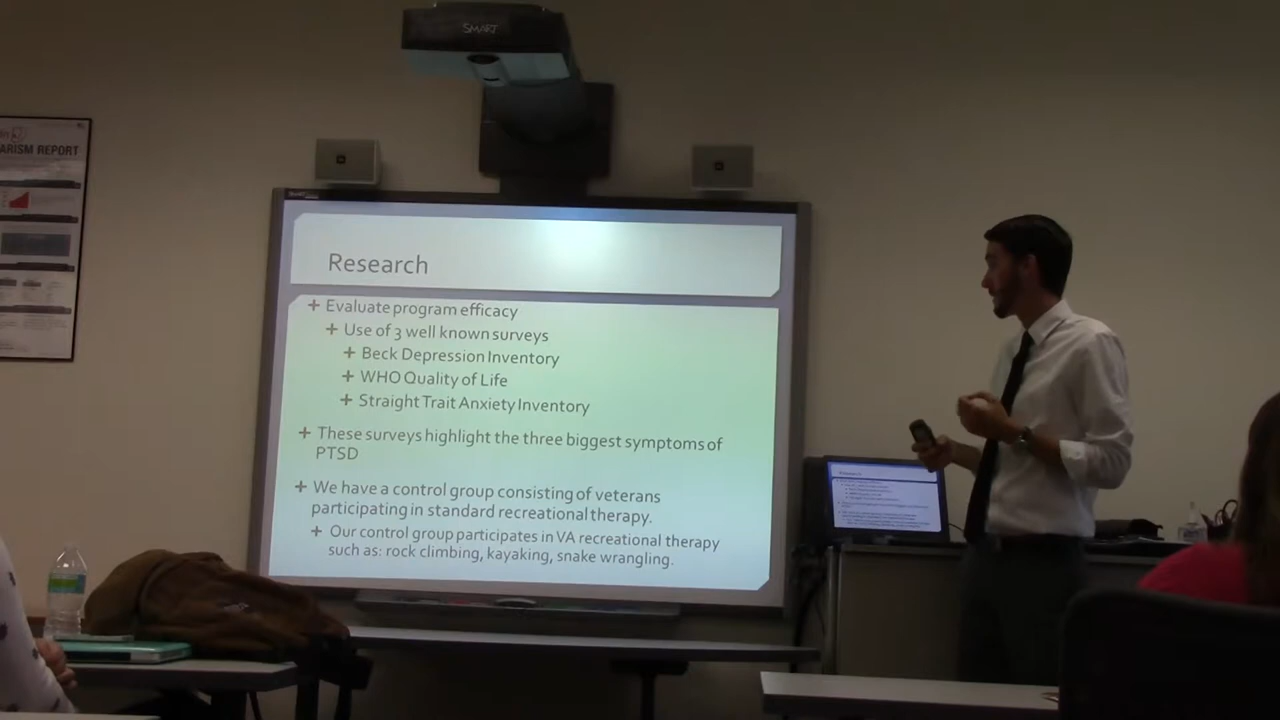 SMART
ARISM REPORT
Research
Evaluate program efficacy
Use of 3 well known surveys
Beck Depression Inventory
WHO Quality of Life
Straight Trait Anxiety Inventory
These surveys highlight the three biggest symptoms of
PTSD
We have a control group consisting of veterans
participating in standard recreational therapy.
Our control group participates in VA recreational therapy
such as: rock climbing, kayaking, snake wrangling.